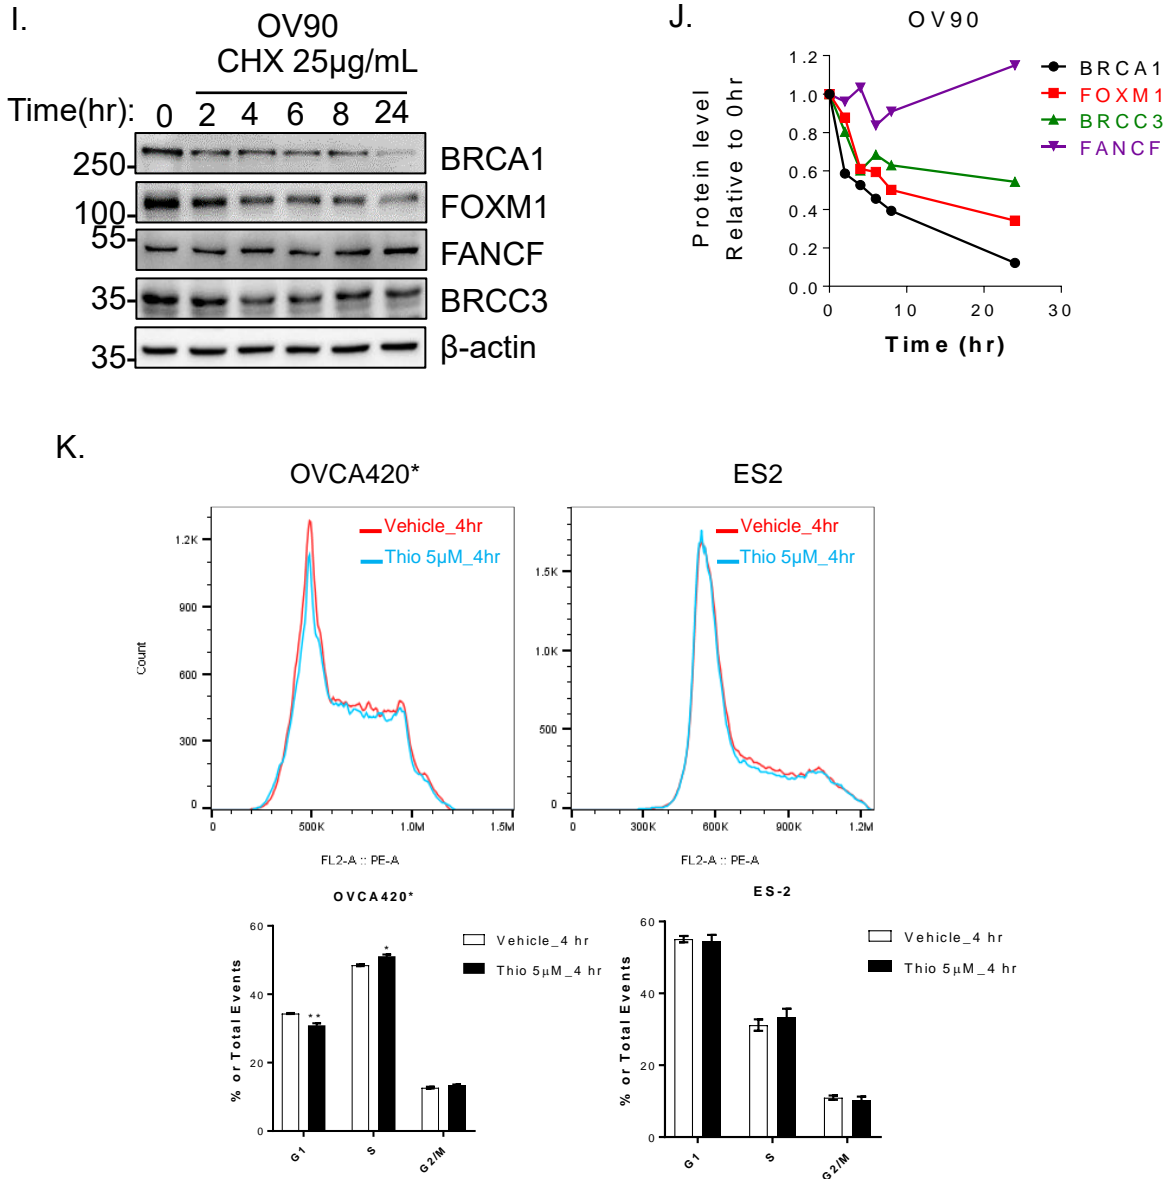 I.
OV90
CHX 25µg/mL
Time(hr): 0 2 4 6 8 24
250 BRCA1
100 FOXM1
55 FANCF
35 BRCC3
35 β-actin
J.
OV90
Protein level
Relative to 0hr
1.2
1.0
0.8
0.6
0.4
0.2
0.0
0 10 20 30
Time (hr)
BRCA1
FOXM1
BRCC3
FANCF
K.
OVCA420*
Vehicle_4hr
Thio 5µM_4hr
Count
1.2K
900
600
300
0
0 500K 1.0M 1.5M
FL2-A :: PE-A
ES2
Vehicle_4hr
Thio 5µM_4hr
1.5K
1.0K
500
0
0 300K 600K 900K 1.2M
FL2-A :: PE-A
OVCA420*
% or Total Events
60
40
20
0
**
*
G1 S G2/M
Vehicle_4 hr
Thio 5µM_4 hr
ES-2
% or Total Events
60
40
20
0
G1 S G2/M
Vehicle_4 hr
Thio 5µM_4 hr